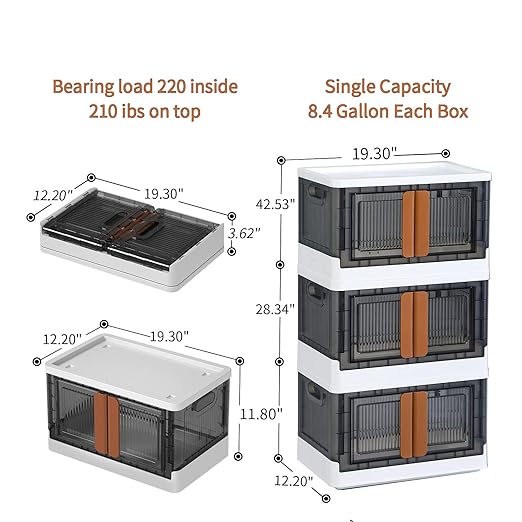 Bearing load 220 inside
210 ibs on top
Single Capacity
8.4 Gallon Each Box
12.20"
19.30"
3.62"
12.20"
19.30"
11.80"
19.30"
42.53"
28.34"
12.20"